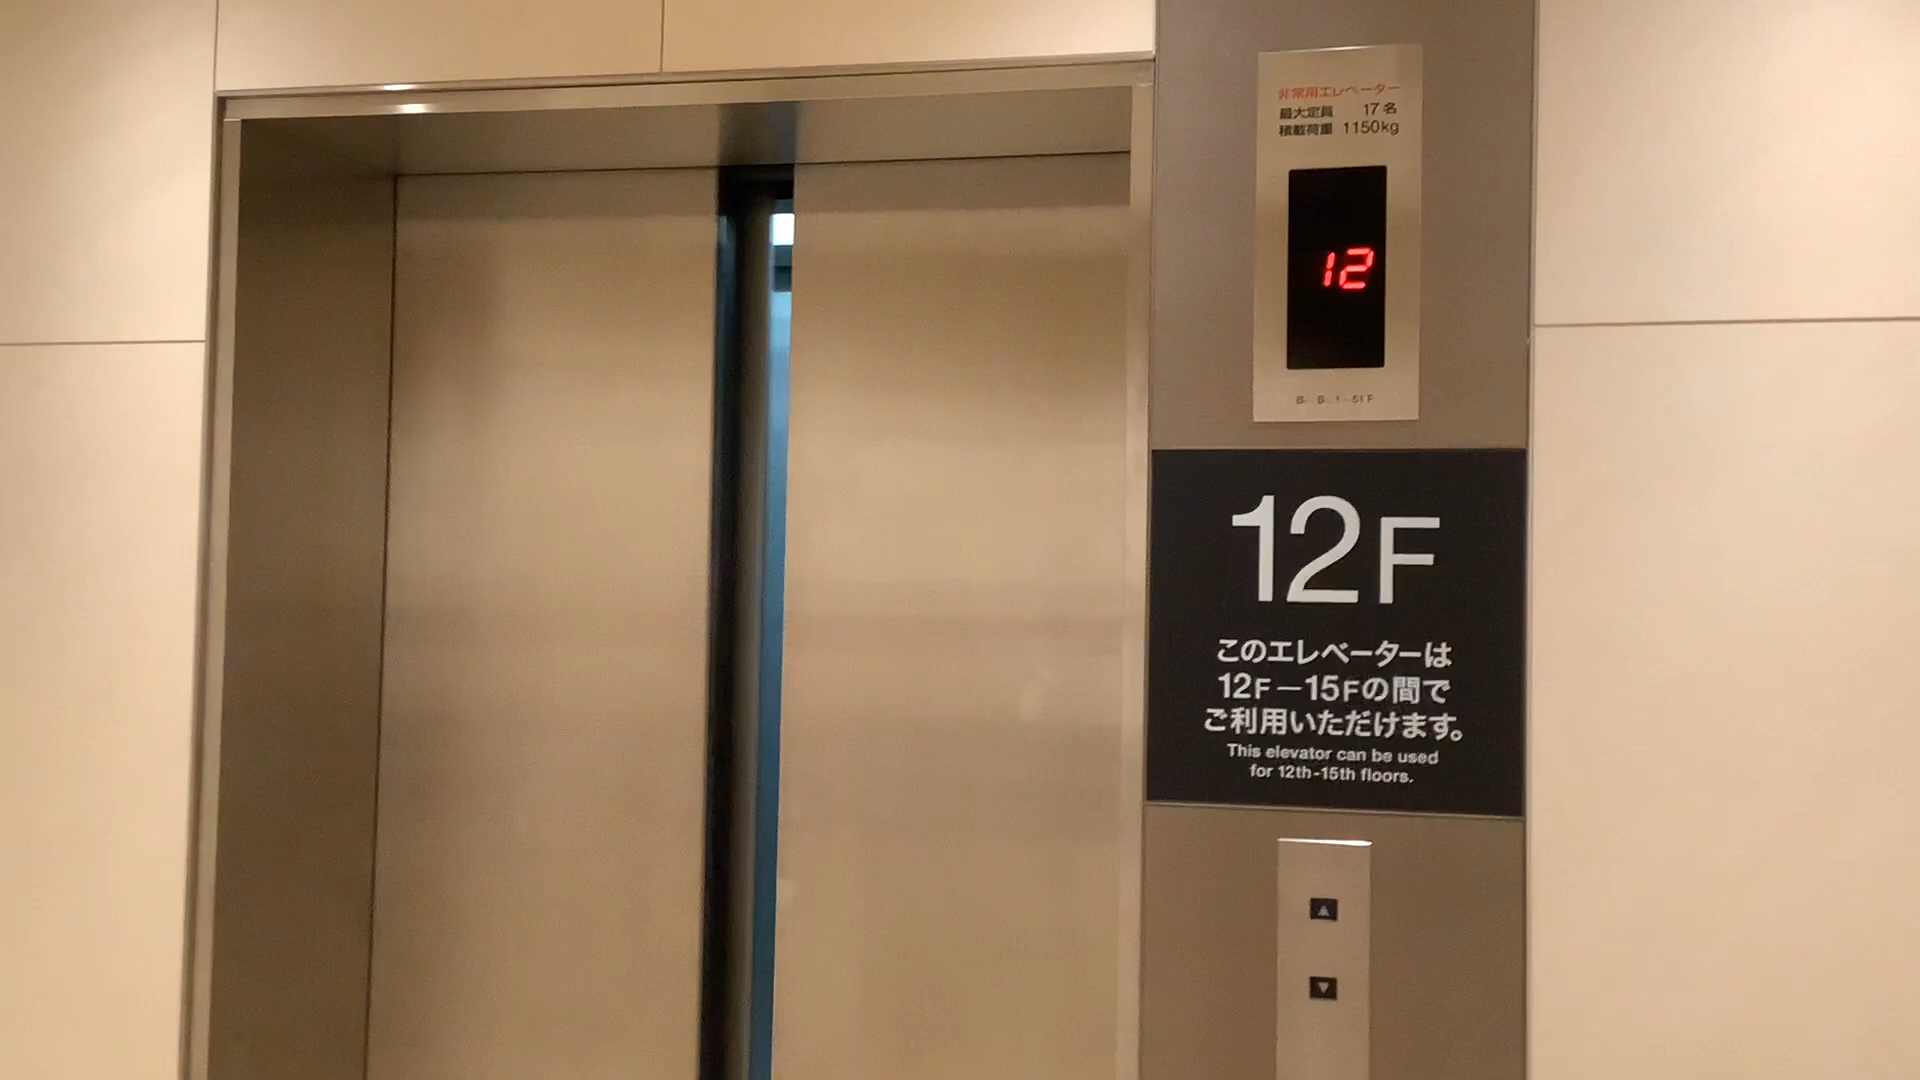 非常用エレベーター
最大定員 17名
積載荷重 1150kg
12
12F
このエレベーターは
12F－15Fの間で
ご利用いただけます。
This elevator can be used
for 12th-15th floors.
▲
▼